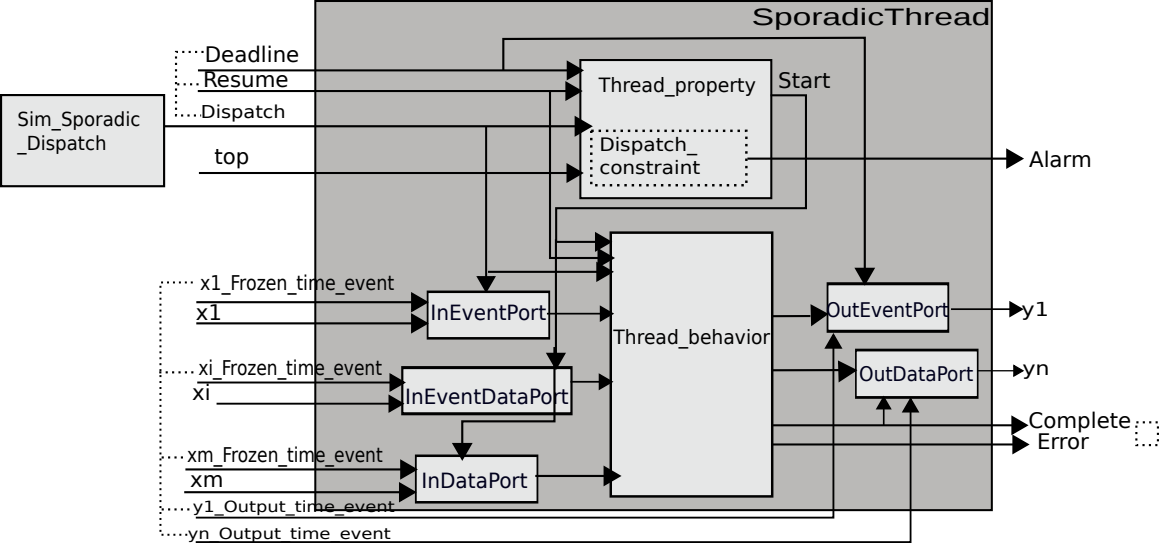 SporadicThread
Deadline
Resume
Thread_property
Start
Dispatch
Sim_Sporadic
_Dispatch
Dispatch_
constraint
top
Alarm
x1_Frozen_time_event
x1
InEventPort
OutEventPort
y1
Thread_behavior
xi_Frozen_time_event
xi
InEventDataPort
OutDataPort
yn
Complete
Error
xm_Frozen_time_event
xm
InDataPort
y1_Output_time_event
yn_Output_time_event